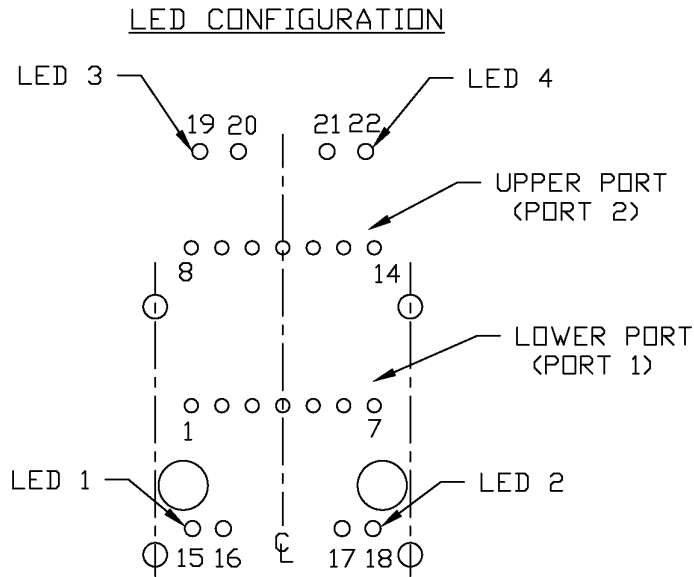 LED CONFIGURATION
LED 3
LED 4
19 20 21 22
UPPER PORT
(PORT 2)
8 14
LOWER PORT
(PORT 1)
1 7
LED 1
LED 2
15 16 17 18
℄